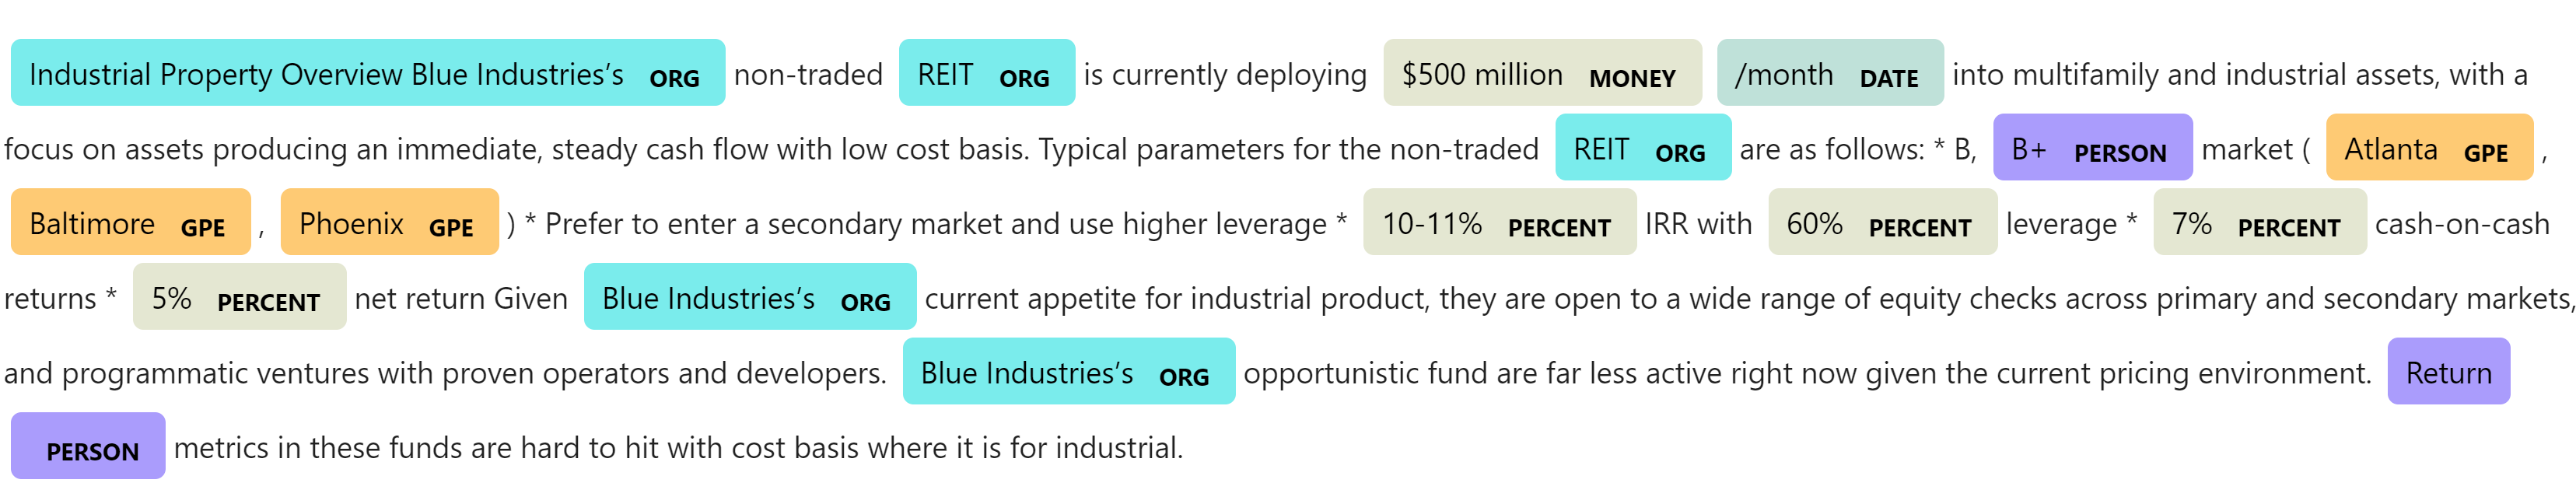 Industrial Property Overview Blue Industries’s ORG non-traded REIT ORG is currently deploying $500 million MONEY /month DATE into multifamily and industrial assets, with a
focus on assets producing an immediate, steady cash flow with low cost basis. Typical parameters for the non-traded REIT ORG are as follows: * B, B+ PERSON market ( Atlanta GPE ,
Baltimore GPE , Phoenix GPE ) * Prefer to enter a secondary market and use higher leverage * 10-11% PERCENT IRR with 60% PERCENT leverage * 7% PERCENT cash-on-cash
returns * 5% PERCENT net return Given Blue Industries’s ORG current appetite for industrial product, they are open to a wide range of equity checks across primary and secondary markets,
and programmatic ventures with proven operators and developers. Blue Industries’s ORG opportunistic fund are far less active right now given the current pricing environment. Return
PERSON metrics in these funds are hard to hit with cost basis where it is for industrial.